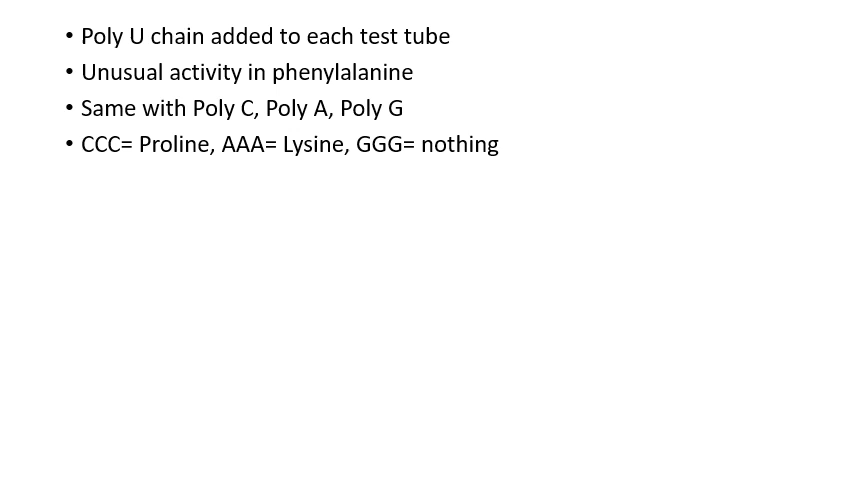 • Poly U chain added to each test tube
• Unusual activity in phenylalanine
• Same with Poly C, Poly A, Poly G
• CCC= Proline, AAA= Lysine, GGG= nothing